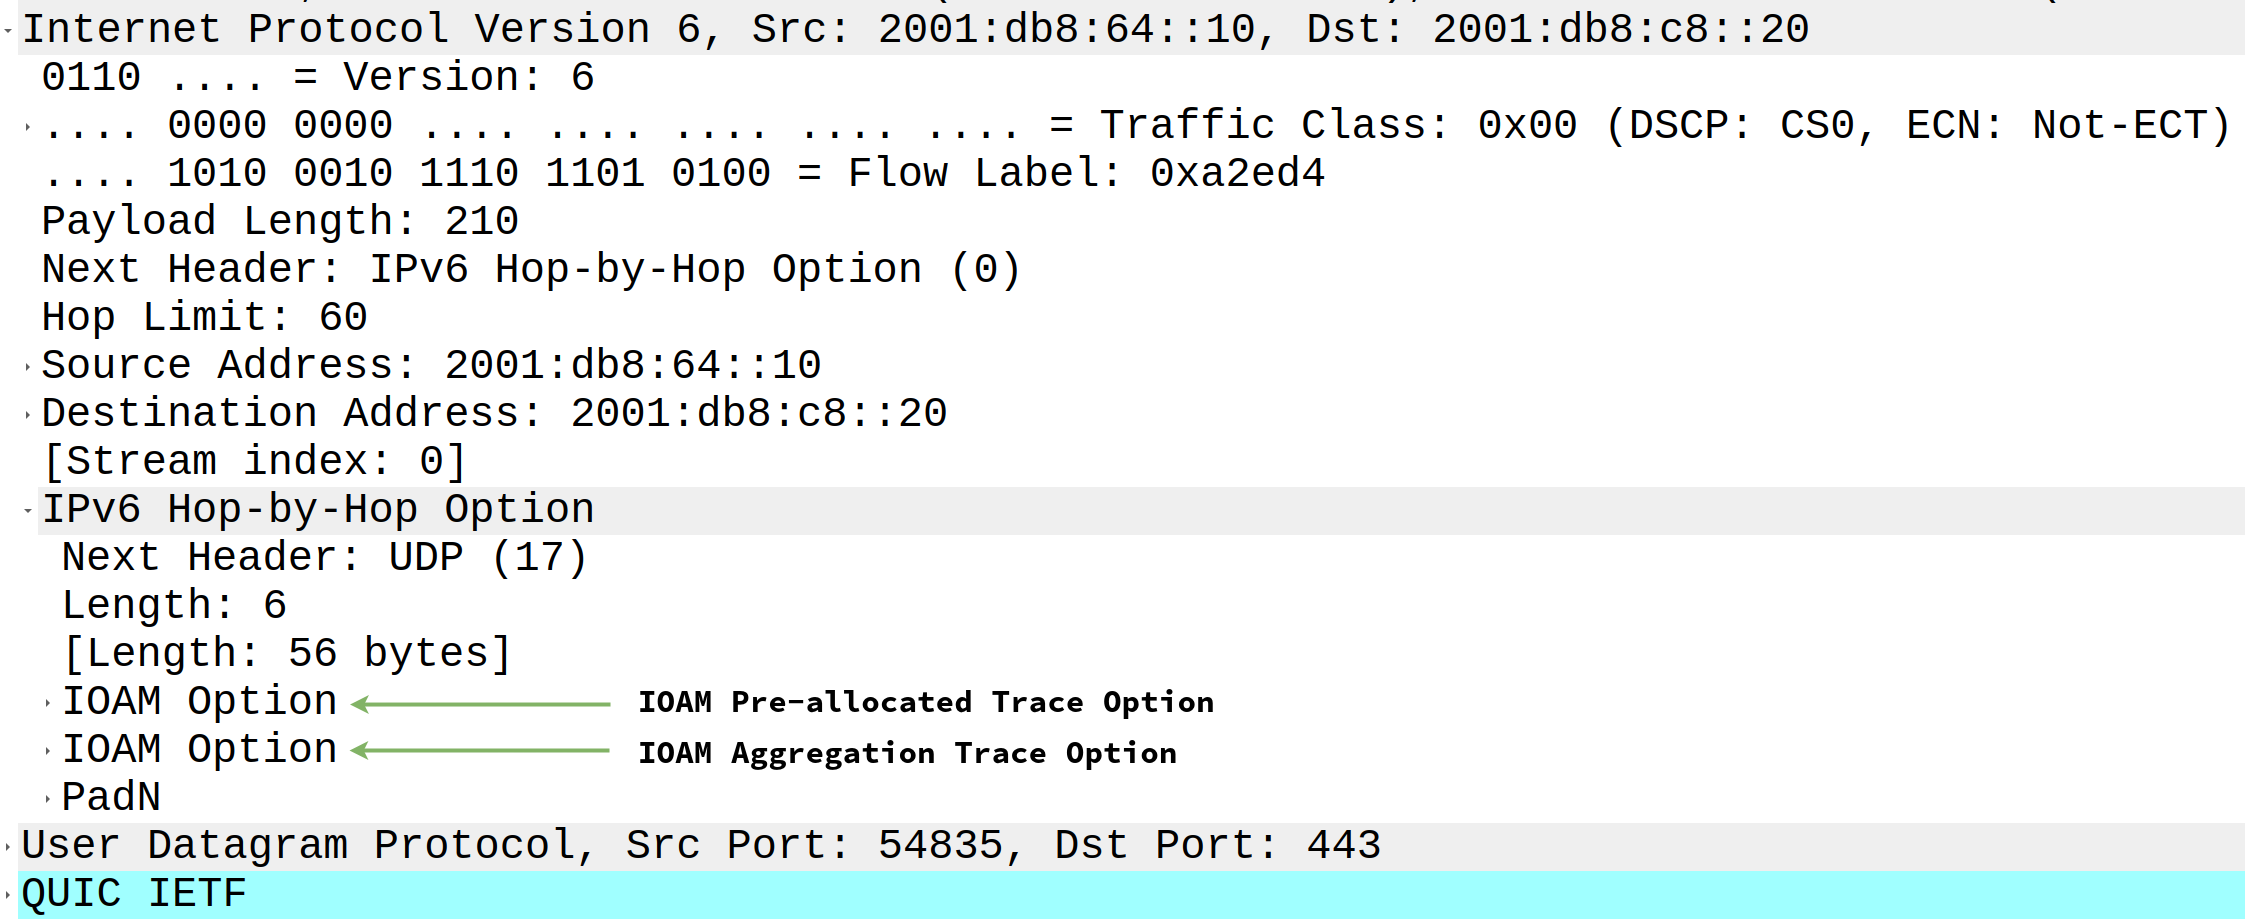 Internet Protocol Version 6, Src: 2001:db8:64::10, Dst: 2001:db8:c8::20
0110 .... = Version: 6
.... 0000 0000 .... .... .... .... .... = Traffic Class: 0x00 (DSCP: CS0, ECN: Not-ECT)
.... 1010 0010 1110 1101 0100 = Flow Label: 0xa2ed4
Payload Length: 210
Next Header: IPv6 Hop-by-Hop Option (0)
Hop Limit: 60
Source Address: 2001:db8:64::10
Destination Address: 2001:db8:c8::20
[Stream index: 0]
IPv6 Hop-by-Hop Option
Next Header: UDP (17)
Length: 6
[Length: 56 bytes]
IOAM Option IOAM Pre-allocated Trace Option
IOAM Option IOAM Aggregation Trace Option
PadN
User Datagram Protocol, Src Port: 54835, Dst Port: 443
QUIC IETF